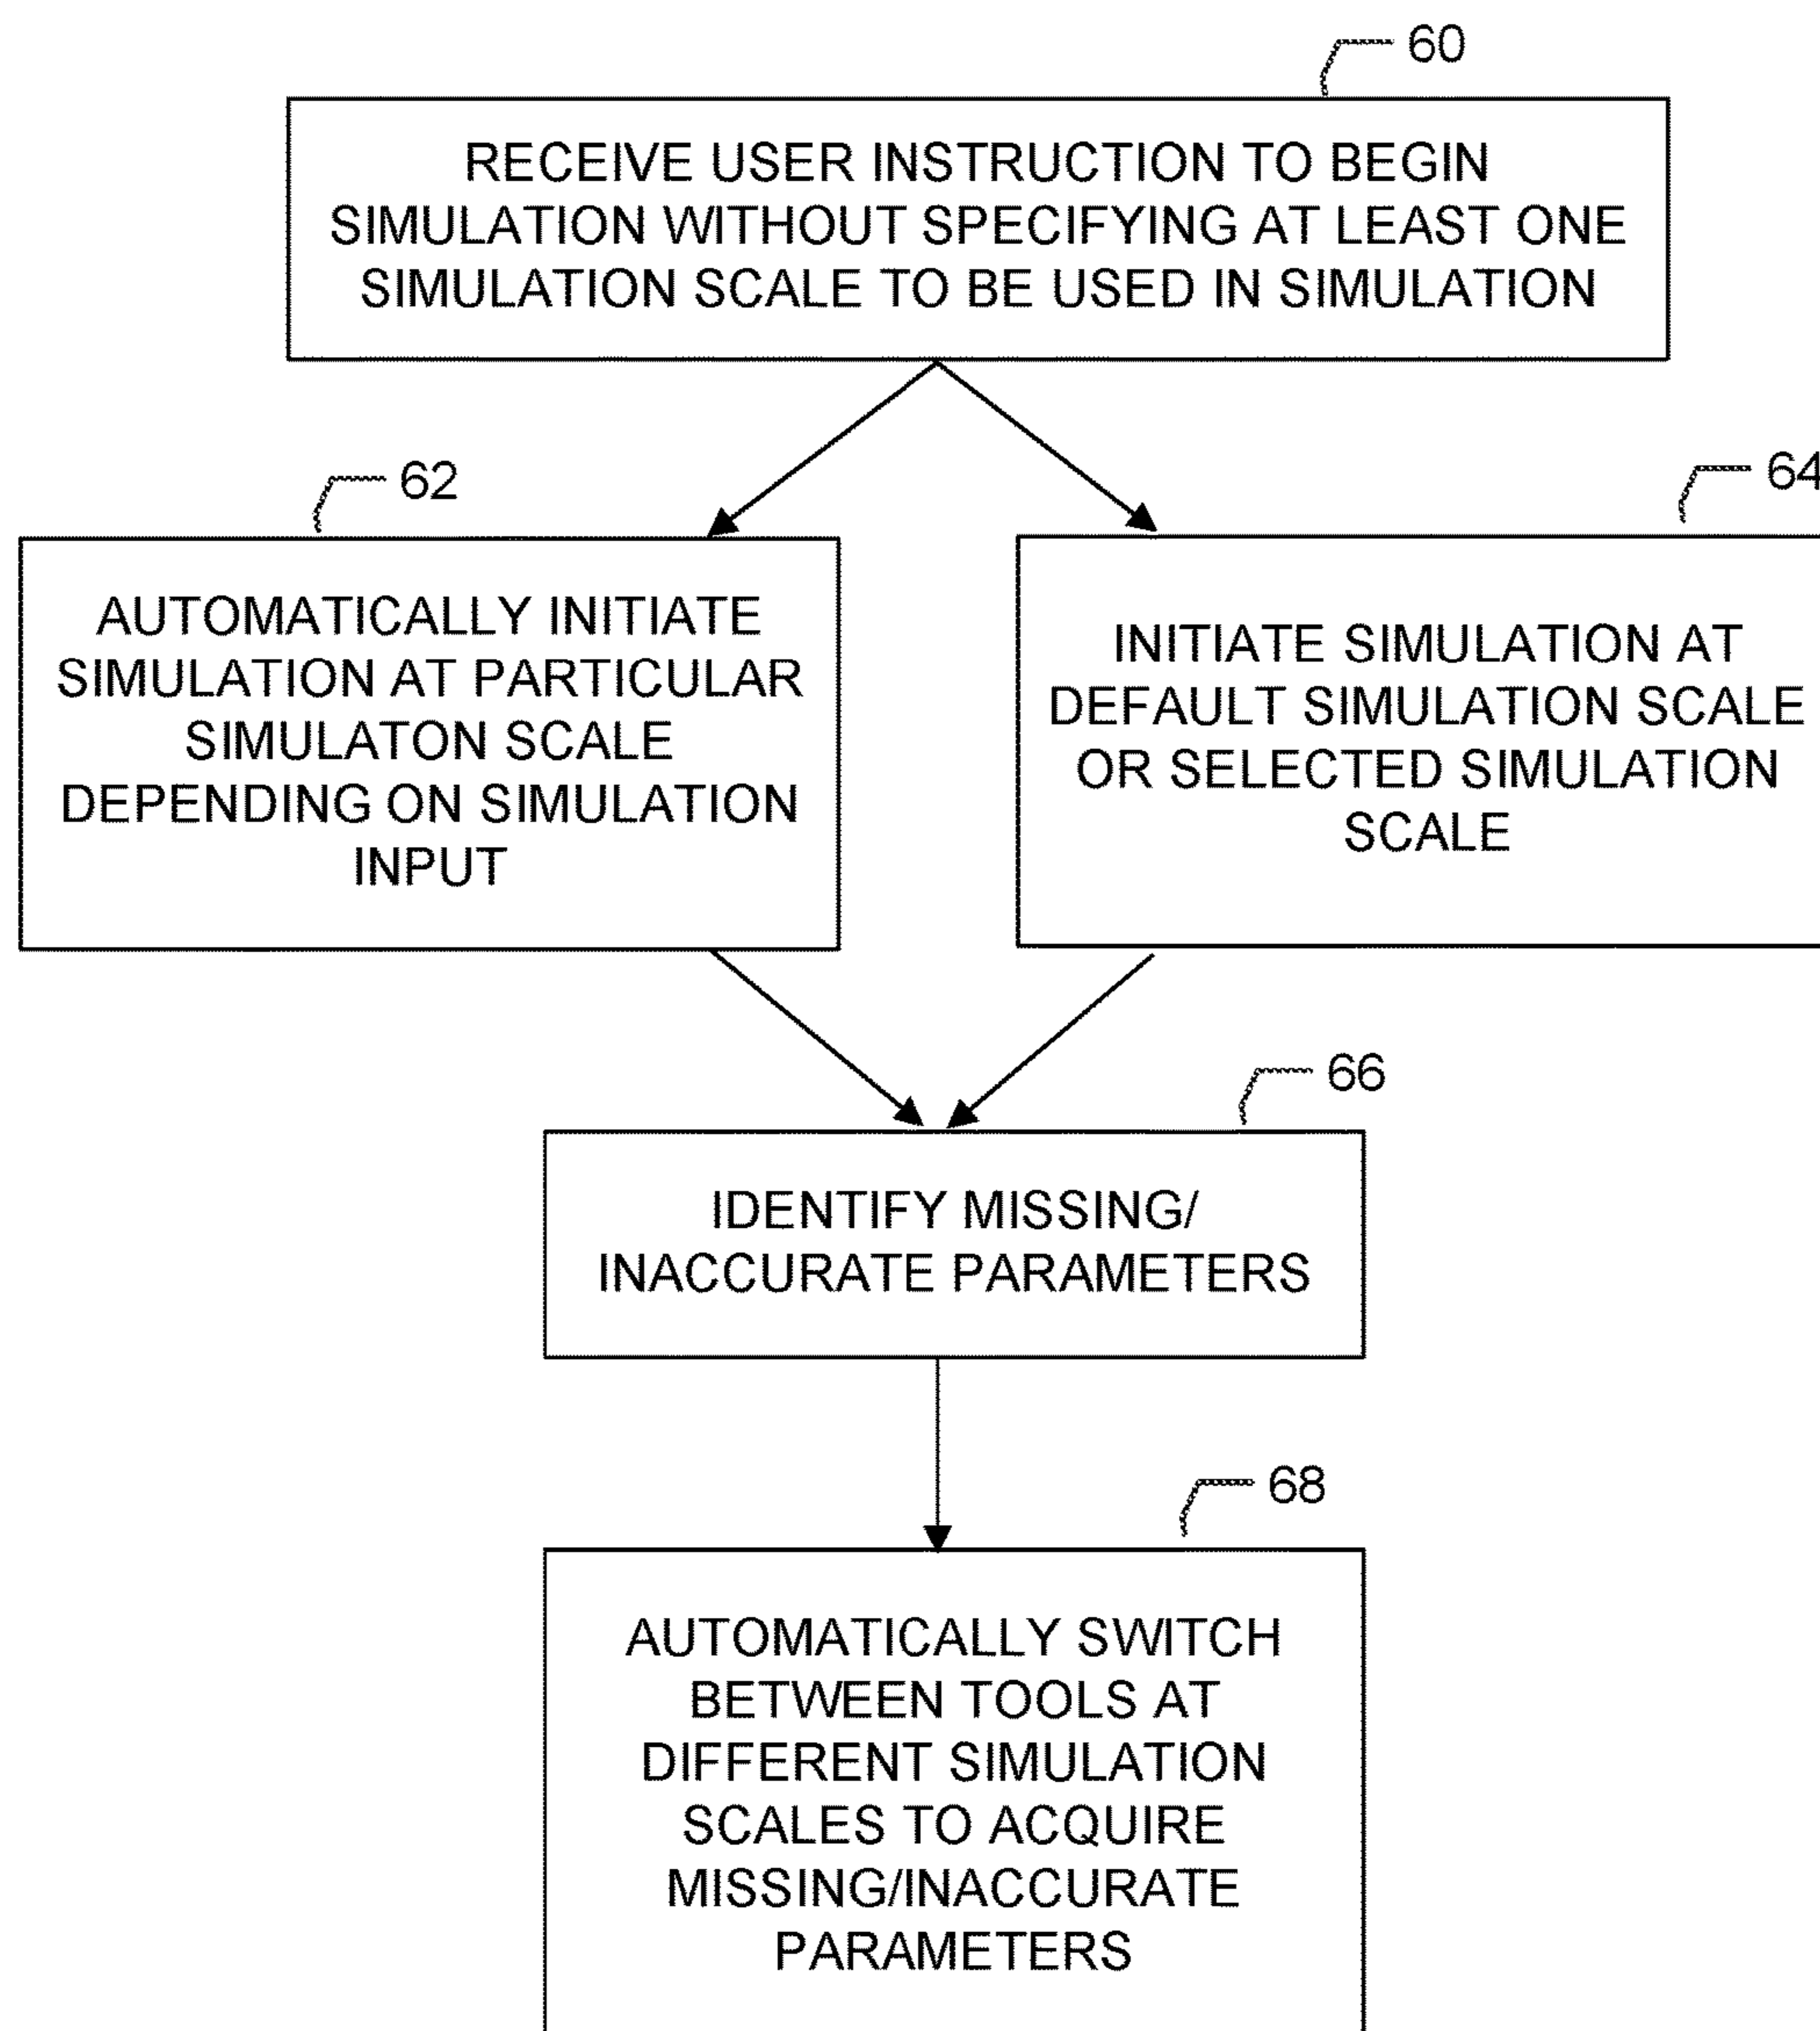 60
RECEIVE USER INSTRUCTION TO BEGIN
SIMULATION WITHOUT SPECIFYING AT LEAST ONE
SIMULATION SCALE TO BE USED IN SIMULATION
62
AUTOMATICALLY INITIATE
SIMULATION AT PARTICULAR
SIMULATON SCALE
DEPENDING ON SIMULATION
INPUT
64
INITIATE SIMULATION AT
DEFAULT SIMULATION SCALE
OR SELECTED SIMULATION
SCALE
66
IDENTIFY MISSING/
INACCURATE PARAMETERS
68
AUTOMATICALLY SWITCH
BETWEEN TOOLS AT
DIFFERENT SIMULATION
SCALES TO ACQUIRE
MISSING/INACCURATE
PARAMETERS